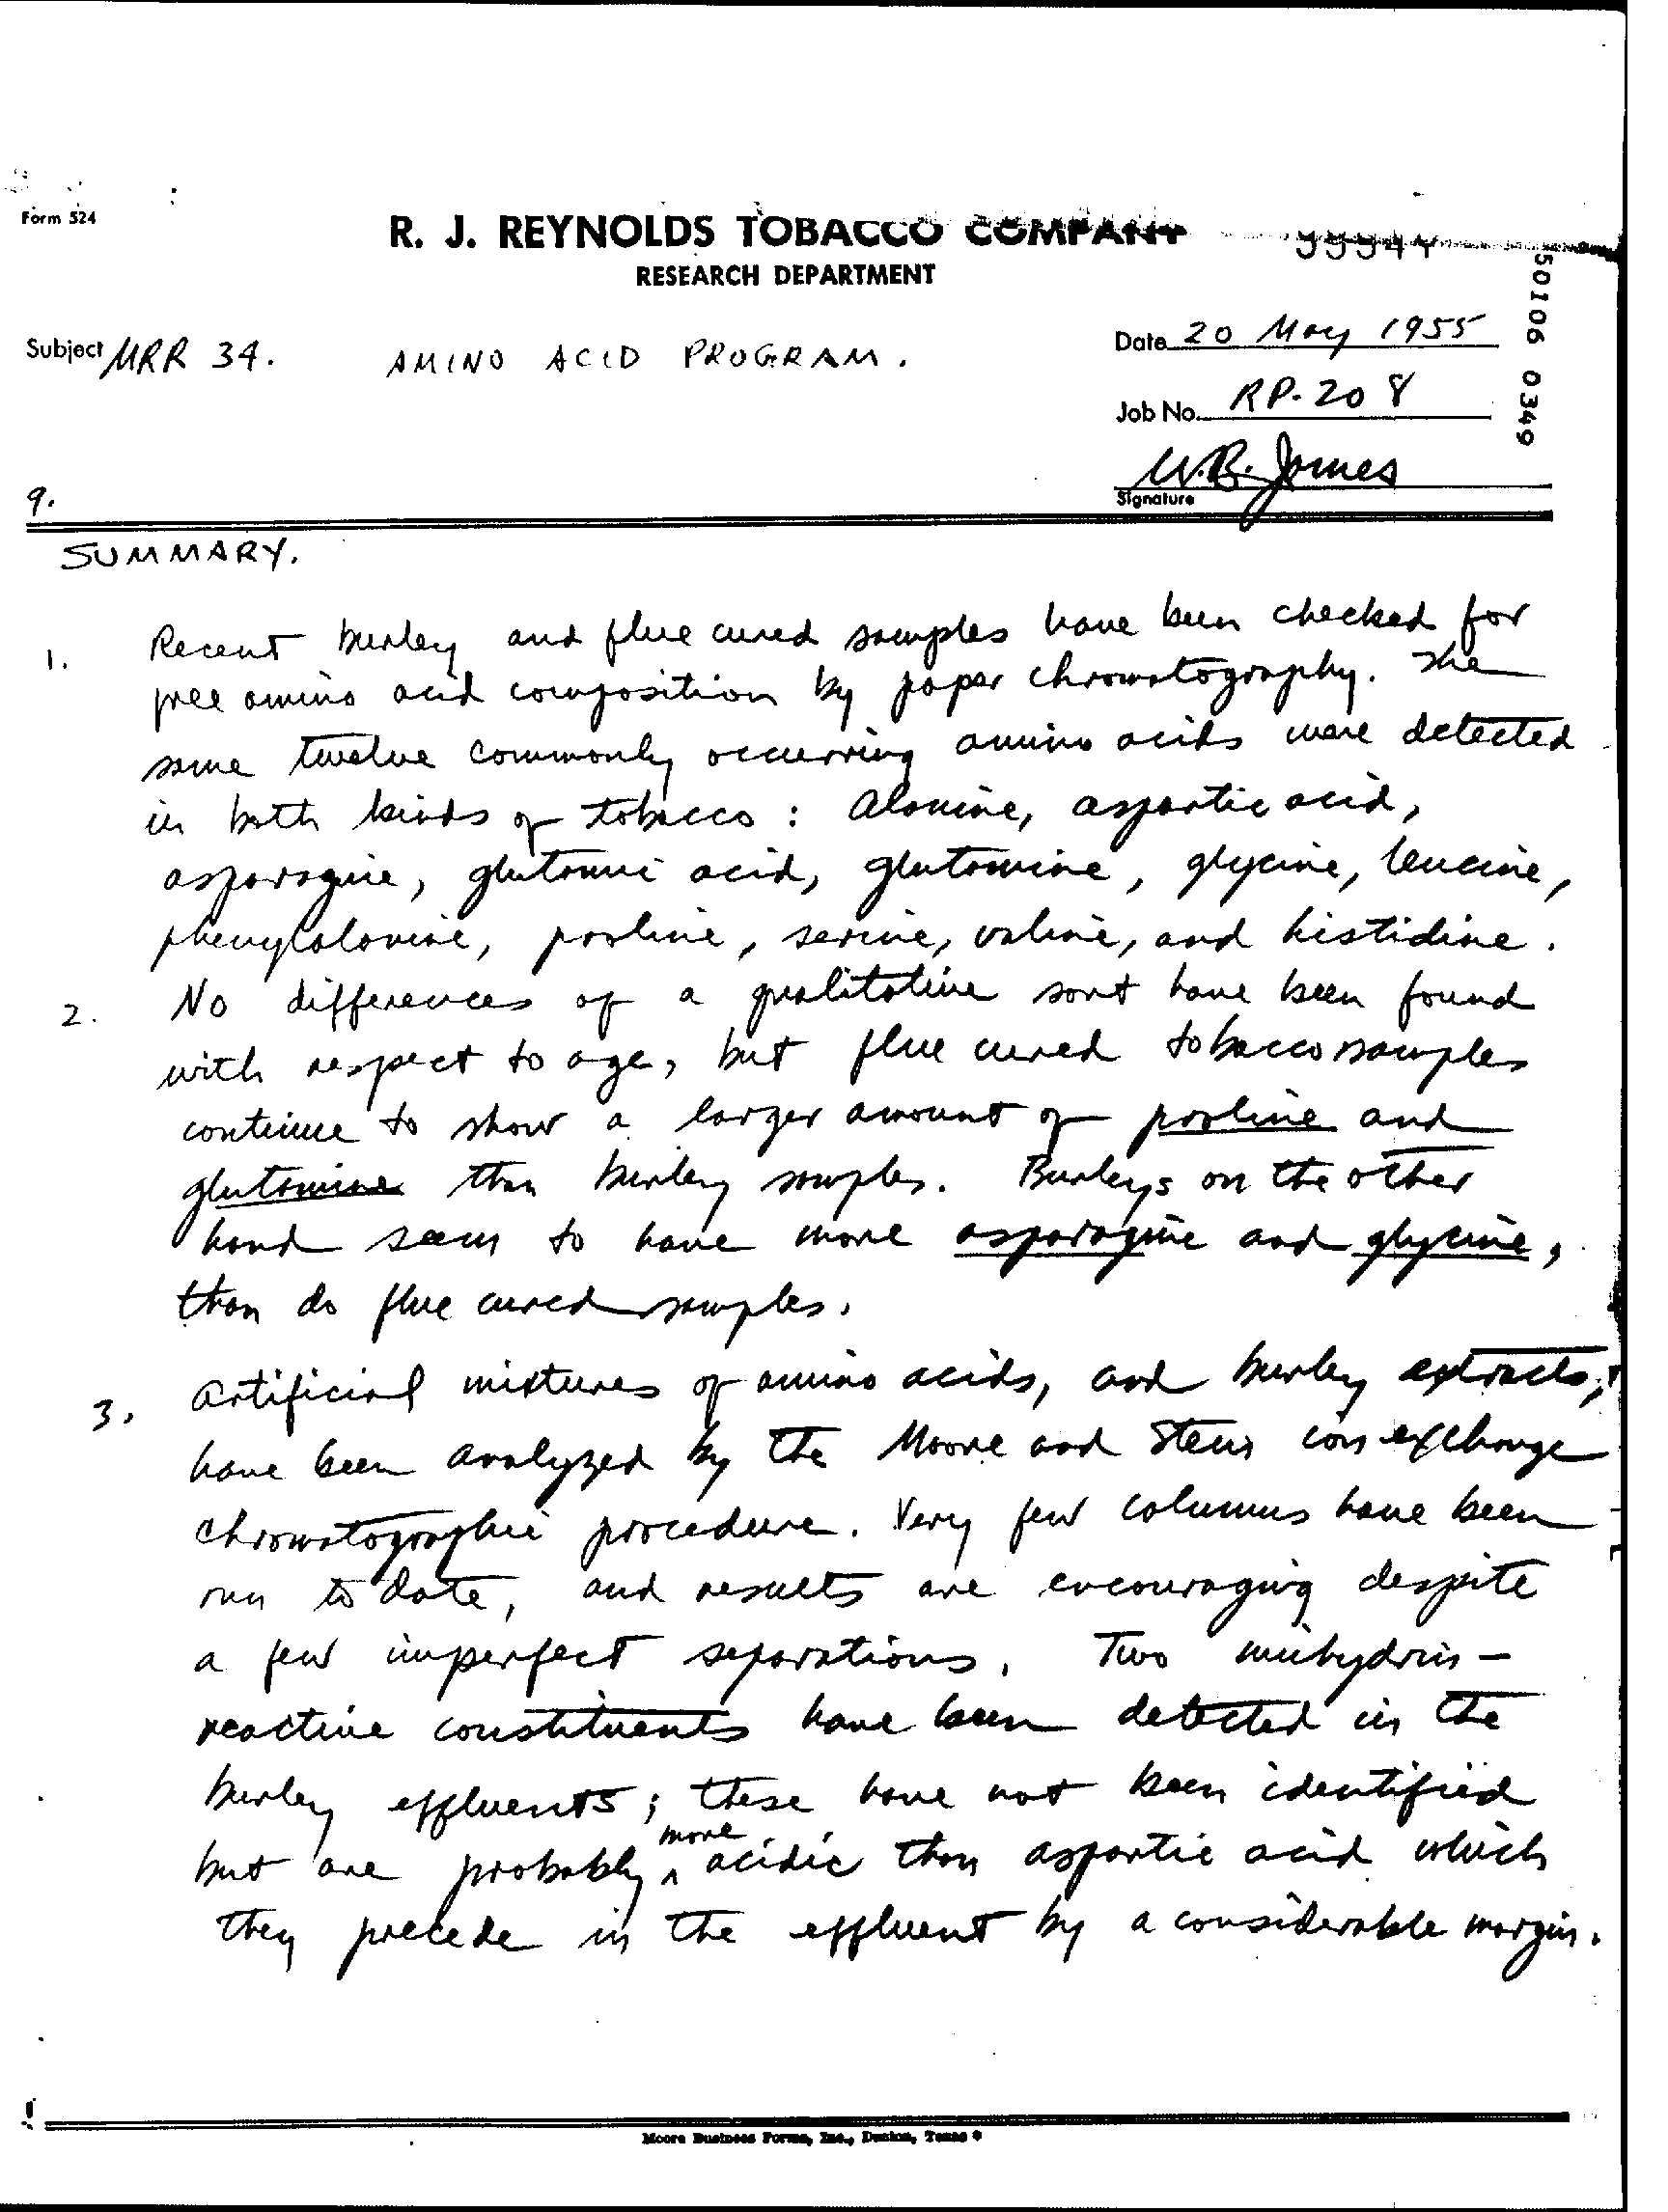 Form 524
R. J. REYNOLDS TOBACCO COMPANY
RESEARCH DEPARTMENT
50106 0349
Subject MRR 34. AMINO ACID PROGRAM.
Date 20 May 1955
Job No. RP-208
W.B. James
Signature
9.
SUMMARY.
1. Recent burley and flue cured samples have been checked for
free amino acid composition by paper chromatography. The
same twelve commonly occurring amino acids were detected
in both kinds of tobacco: Alanine, aspartic acid,
asparagine, glutamic acid, glutamine, glycine, leucine,
phenylalanine, proline, serine, valine, and histidine.
2. No differences of a qualitative sort have been found
with respect to age, but flue cured tobacco samples
continue to show a larger amount of proline and
glutamine than burley samples. Burleys on the other
hand seem to have more asparagine and glycine,
than do flue cured samples.
3. Artificial mixtures of amino acids, and burley extracts,
have been analyzed by the Moore and Stein ion exchange
chromatographic procedure. Very few columns have been
run to date, and results are encouraging despite
a few imperfect separations. Two ninhydrin-
reactive constituents have been detected in the
burley effluents; these have not been identified
but are probably more acidic than aspartic acid which
they precede in the effluent by a considerable margin.
Moore Business Forms, Inc., Denton, Texas